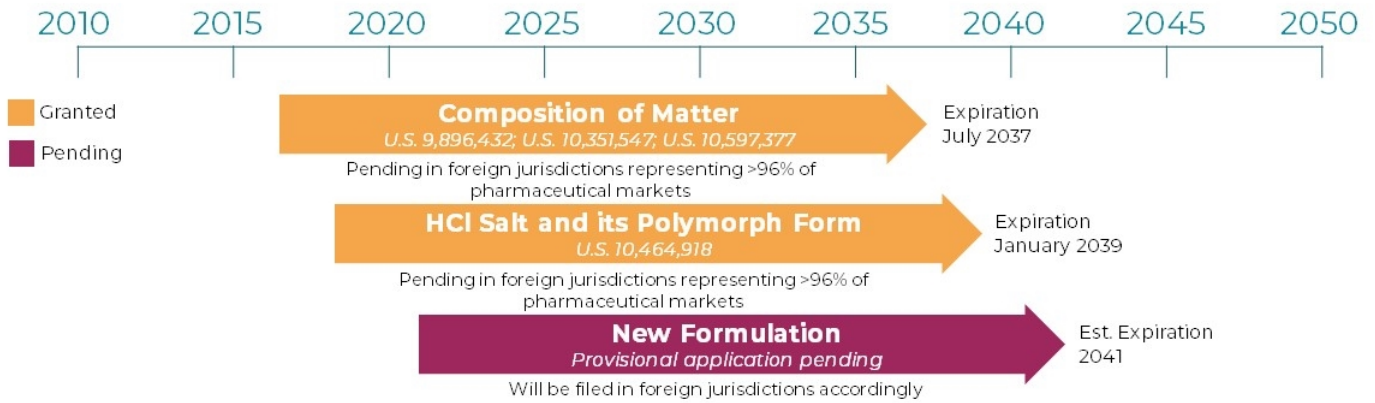 2010 2015 2020 2025 2030 2035 2040 2045 2050
Granted
Pending
Composition of Matter
U.S. 9,896,432; U.S. 10,351,547; U.S. 10,597,377
Expiration
July 2037
Pending in foreign jurisdictions representing >96% of
pharmaceutical markets
HCl Salt and its Polymorph Form
U.S. 10,464,918
Expiration
January 2039
Pending in foreign jurisdictions representing >96% of
pharmaceutical markets
New Formulation
Provisional application pending
Est. Expiration
2041
Will be filed in foreign jurisdictions accordingly